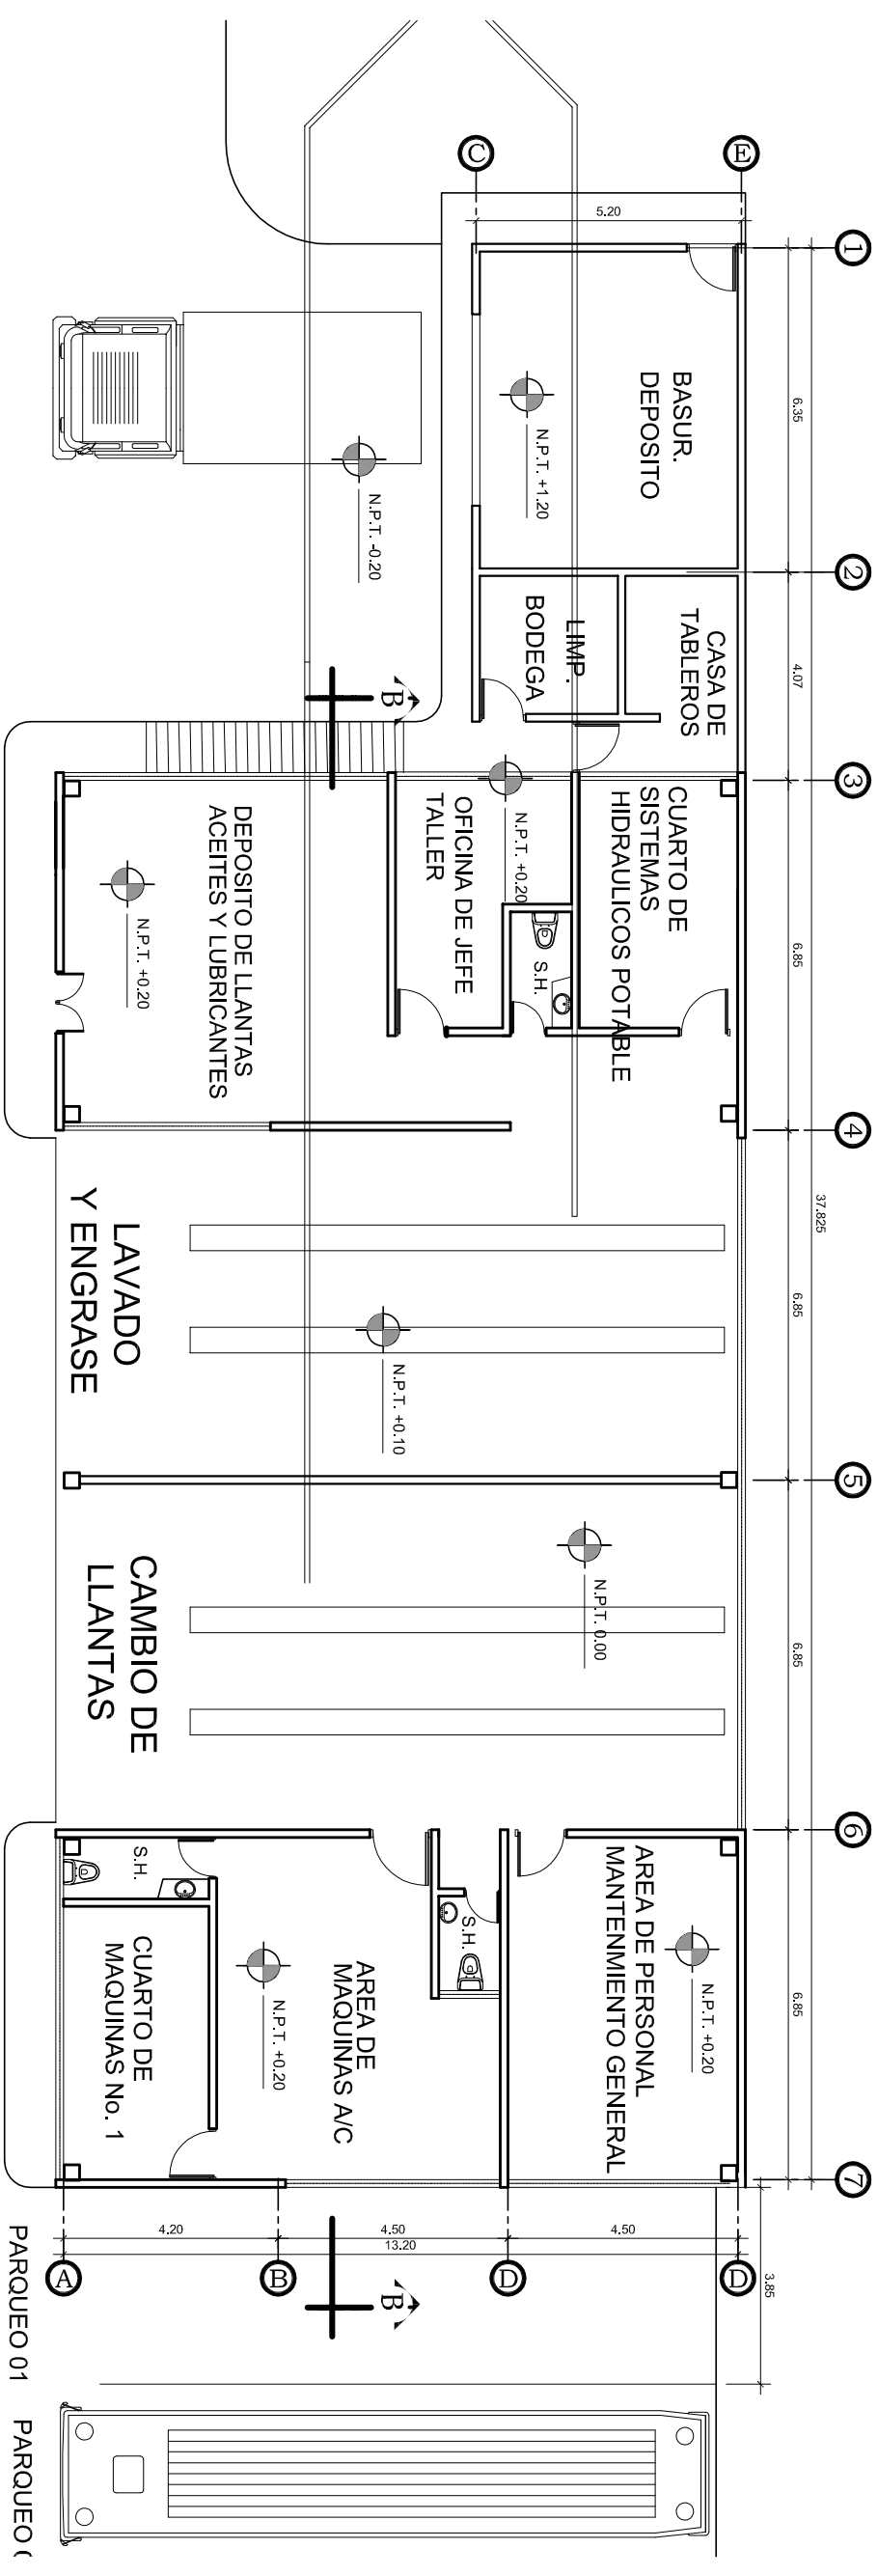 C
E
5.20
1
6.35
2
4.07
3
6.85
4
37.825
6.85
5
6.85
6
6.85
7
BASUR.
DEPOSITO
N.P.T. +1.20
N.P.T. -0.20
CASA DE
TABLEROS
LIMP.
BODEGA
B
CUARTO DE
SISTEMAS
HIDRAULICOS POTABLE
N.P.T. +0.20
OFICINA DE JEFE
TALLER
S.H.
DEPOSITO DE LLANTAS
ACEITES Y LUBRICANTES
N.P.T. +0.20
LAVADO
Y ENGRASE
N.P.T. +0.10
CAMBIO DE
LLANTAS
N.P.T. 0.00
AREA DE PERSONAL
MANTENMIENTO GENERAL
N.P.T. +0.20
S.H.
AREA DE
MAQUINAS A/C
N.P.T. +0.20
S.H.
CUARTO DE
MAQUINAS No. 1
4.20
4.50
4.50
13.20
3.85
A
B
D
D
B
PARQUEO 01
PARQUEO